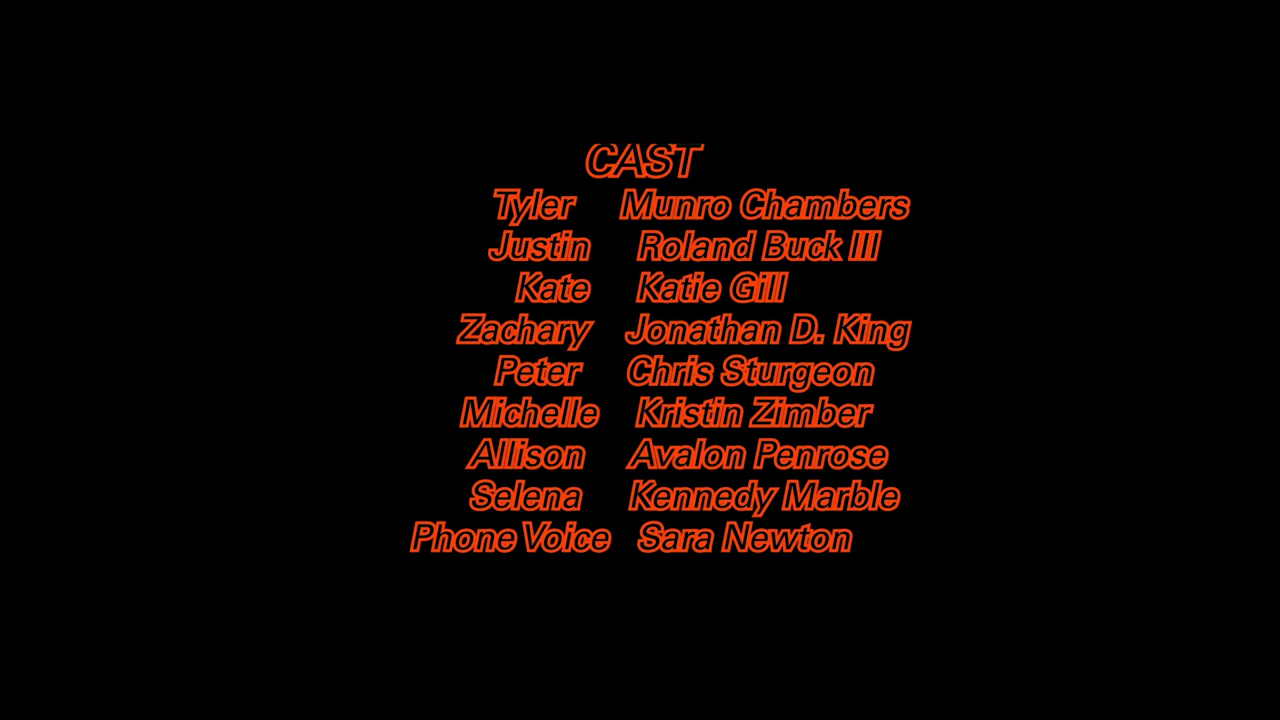 CAST
Tyler Munro Chambers
Justin Roland Buck III
Kate Katie Gill
Zachary Jonathan D. King
Peter Chris Sturgeon
Michelle Kristin Zimber
Allison Avalon Penrose
Selena Kennedy Marble
Phone Voice Sara Newton